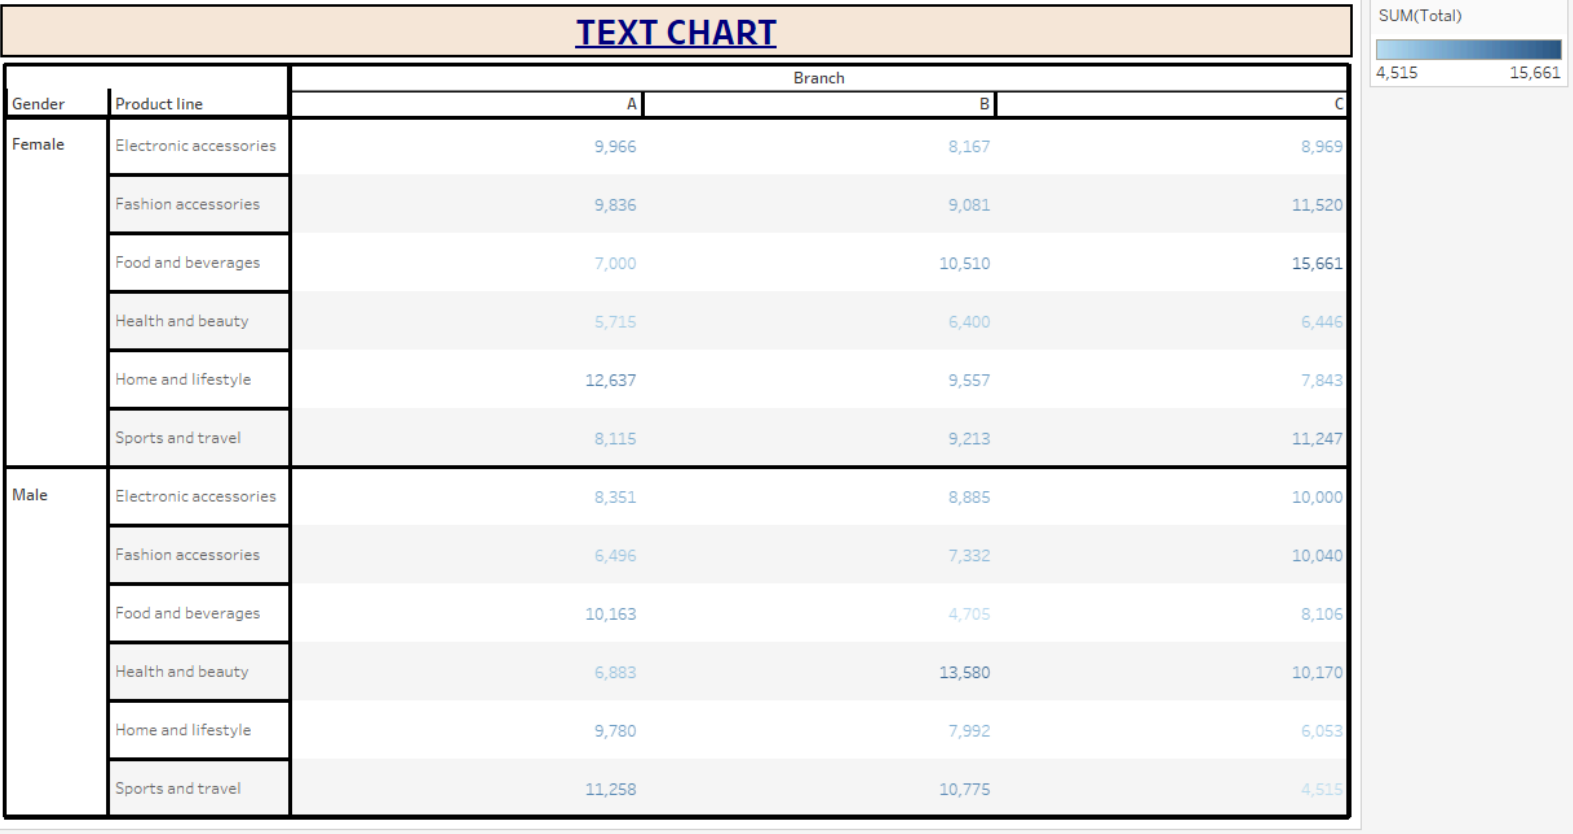 TEXT CHART
SUM(Total)
4,515 15,661
Branch
Gender Product line A B C
Female Electronic accessories 9,966 8,167 8,969
Fashion accessories 9,836 9,081 11,520
Food and beverages 7,000 10,510 15,661
Health and beauty 5,715 6,400 6,446
Home and lifestyle 12,637 9,557 7,843
Sports and travel 8,115 9,213 11,247
Male Electronic accessories 8,351 8,885 10,000
Fashion accessories 6,496 7,332 10,040
Food and beverages 10,163 4,705 8,106
Health and beauty 6,883 13,580 10,170
Home and lifestyle 9,780 7,992 6,053
Sports and travel 11,258 10,775 4,515